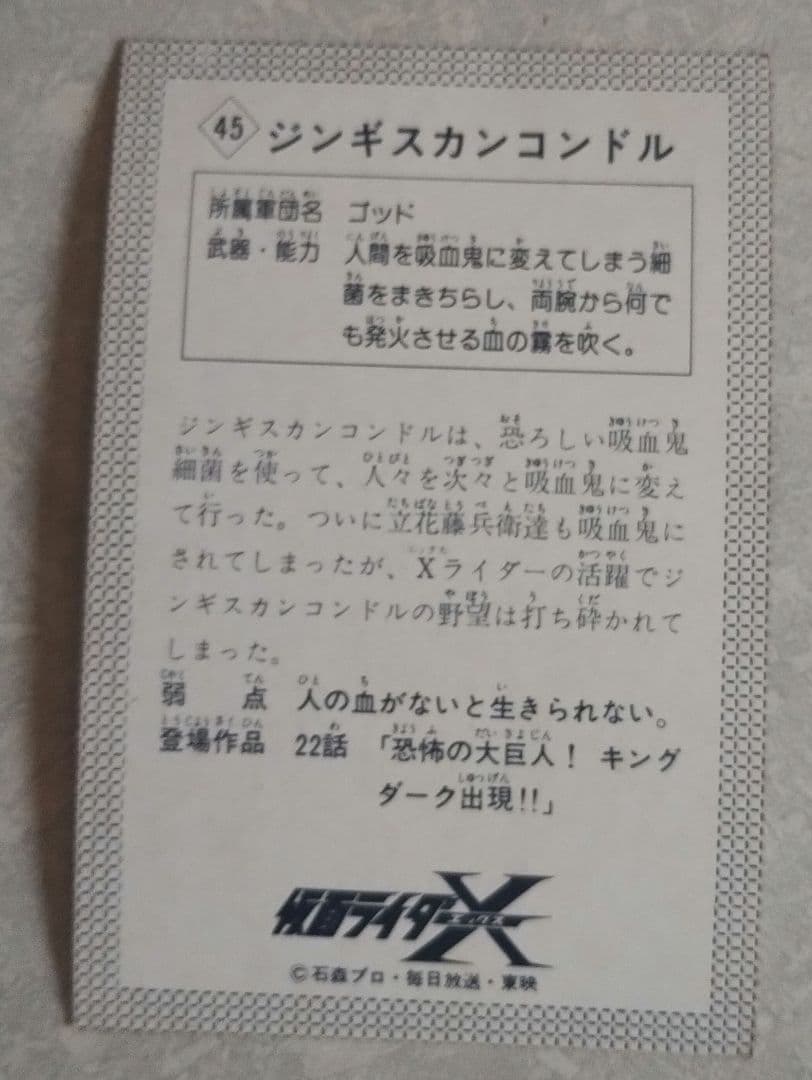 45 ジンギスカンコンドル
所属軍団名 ゴッド
武器・能力 人間を吸血鬼に変えてしまう細
菌をまきちらし、両腕から何で
も発火させる血の霧を吹く。
ジンギスカンコンドルは、恐ろしい吸血鬼
細菌を使って、人々を次々と吸血鬼に変え
て行った。ついに立花藤兵衛達も吸血鬼に
されてしまったが、Xライダーの活躍でジ
ンギスカンコンドルの野望は打ち砕かれて
しまった。
弱点 人の血がないと生きられない。
登場作品 22話 「恐怖の大巨人! キング
ダーク出現!!」
仮面ライダーX
©石森プロ・毎日放送・東映